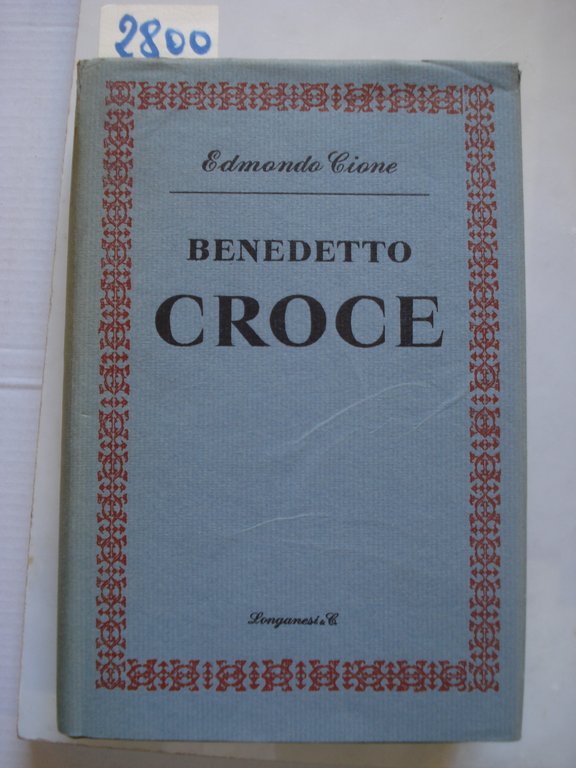 2800
Edmondo Cione
BENEDETTO
CROCE
Longanesi & C.